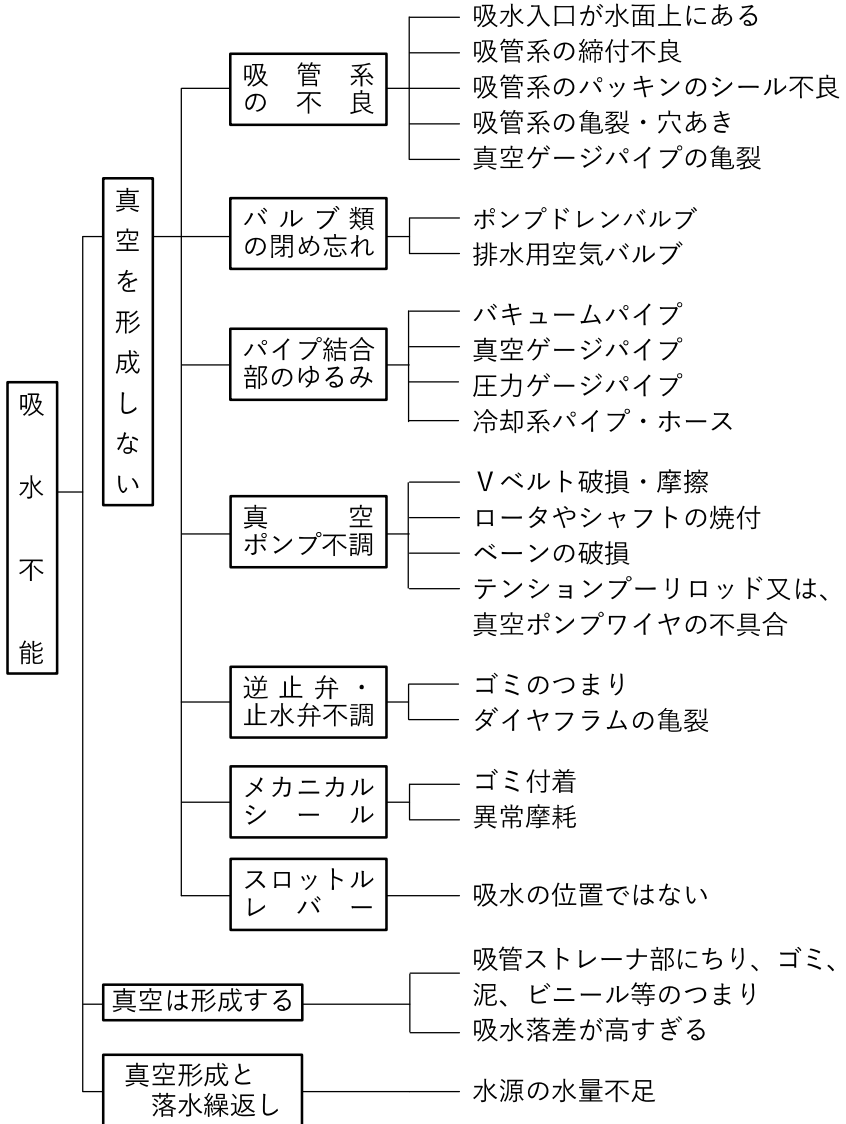 吸水不能
真空を形成しない
吸管系
の不良
吸水入口が水面上にある
吸管系の締付不良
吸管系のパッキンのシール不良
吸管系の亀裂・穴あき
真空ゲージパイプの亀裂
バルブ類
の閉め忘れ
ポンプドレンバルブ
排水用空気バルブ
パイプ結合
部のゆるみ
バキュームパイプ
真空ゲージパイプ
圧力ゲージパイプ
冷却系パイプ・ホース
真空
ポンプ不調
Ｖベルト破損・摩擦
ロータやシャフトの焼付
ベーンの破損
テンションプーリロッド又は、
真空ポンプワイヤの不具合
逆止弁・
止水弁不調
ゴミのつまり
ダイヤフラムの亀裂
メカニカル
シール
ゴミ付着
異常摩耗
スロットル
レバー
吸水の位置ではない
真空は形成する
吸管ストレーナ部にちり、ゴミ、
泥、ビニール等のつまり
吸水落差が高すぎる
真空形成と
落水繰返し
水源の水量不足